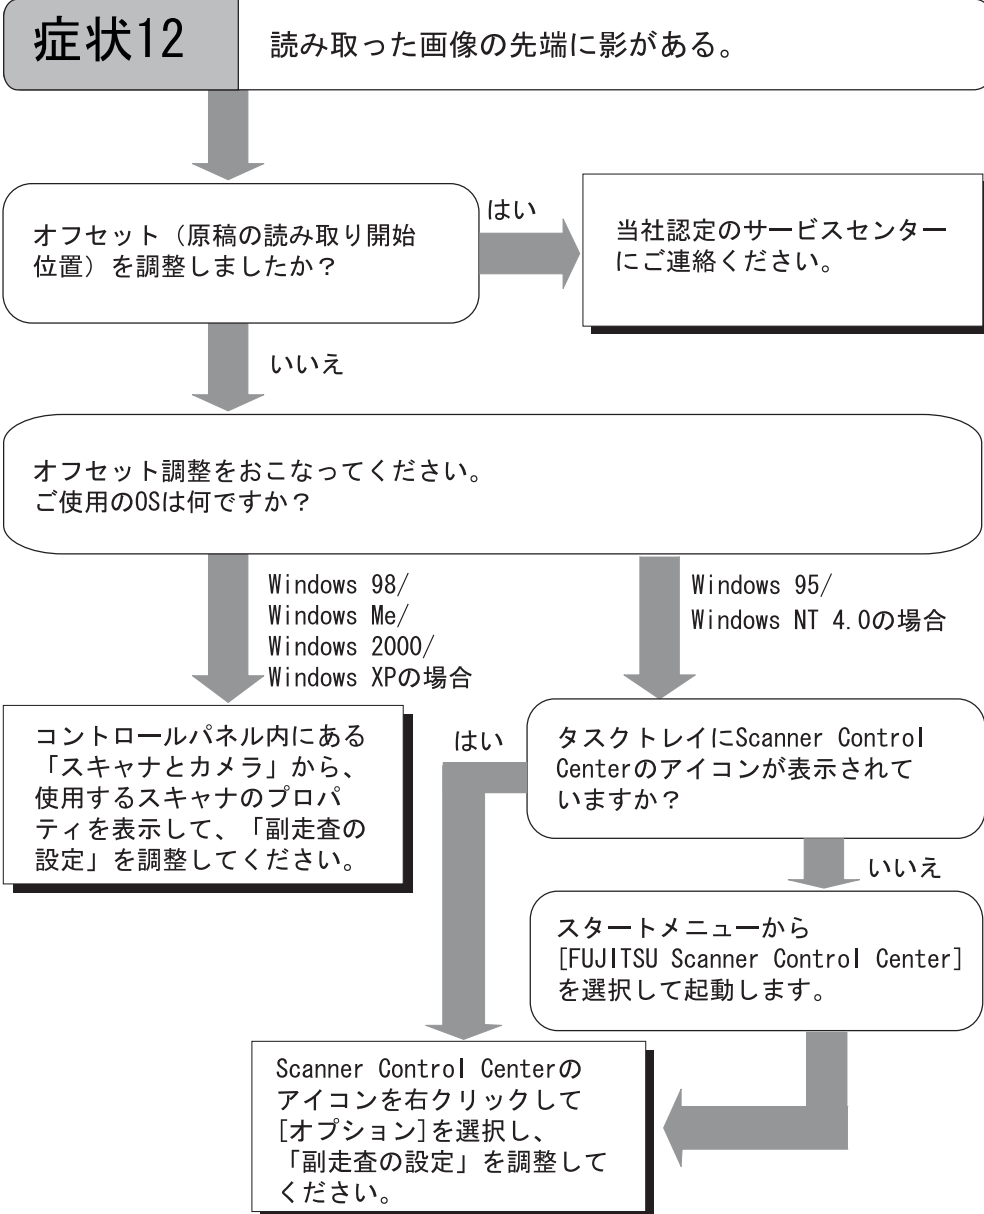 症状12
読み取った画像の先端に影がある。
オフセット（原稿の読み取り開始
位置）を調整しましたか？
はい
当社認定のサービスセンター
にご連絡ください。
いいえ
オフセット調整をおこなってください。
ご使用のOSは何ですか？
Windows 98/
Windows Me/
Windows 2000/
Windows XPの場合
Windows 95/
Windows NT 4.0の場合
コントロールパネル内にある
「スキャナとカメラ」から、
使用するスキャナのプロパ
ティを表示して、「副走査の
設定」を調整してください。
はい
タスクトレイにScanner Control
Centerのアイコンが表示されて
いますか？
いいえ
スタートメニューから
[FUJITSU Scanner Control Center]
を選択して起動します。
Scanner Control Centerの
アイコンを右クリックして
[オプション]を選択し、
「副走査の設定」を調整して
ください。